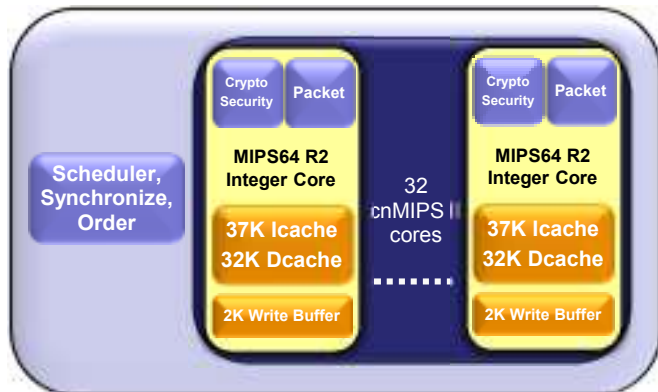 Scheduler,
Synchronize,
Order
Crypto
Security
Packet
MIPS64 R2
Integer Core
37K Icache
32K Dcache
2K Write Buffer
32
cnMIPS II
cores
Crypto
Security
Packet
MIPS64 R2
Integer Core
37K Icache
32K Dcache
2K Write Buffer